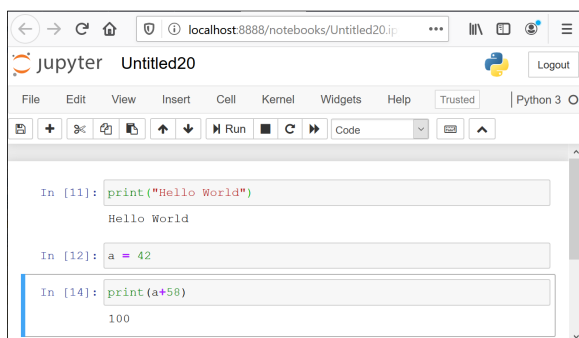 localhost:8888/notebooks/Untitled20.ip
jupyter Untitled20
Logout
File Edit View Insert Cell Kernel Widgets Help Trusted Python 3
Run Code
In [11]: print("Hello World")
Hello World
In [12]: a = 42
In [14]: print(a+58)
100